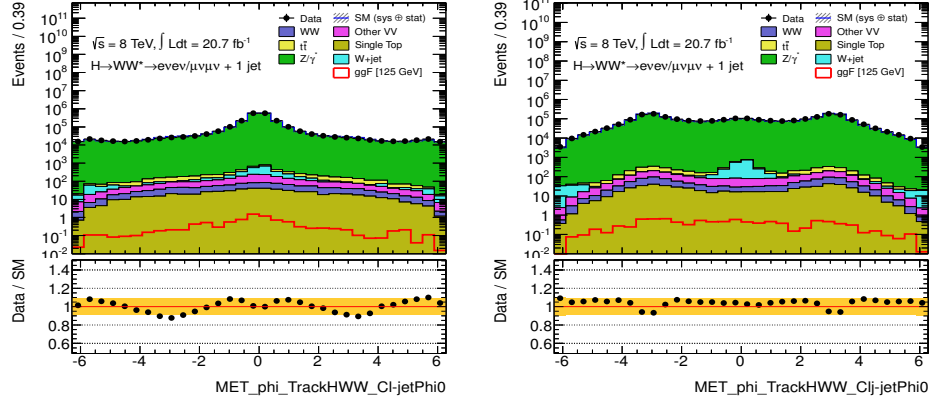 Events / 0.39
10¹¹
10¹⁰
10⁹
10⁸
10⁷
10⁶
10⁵
10⁴
10³
10²
10
1
10⁻¹
10⁻²
Data
SM (sys ⊕ stat)
WW
Other VV
tt̄
Single Top
Z/γ*
W+jet
ggF [125 GeV]
√s = 8 TeV, ∫ Ldt = 20.7 fb⁻¹
H→WW*→eνeν/μνμν + 1 jet
Data / SM
1.4
1.2
1
0.8
0.6
-6 -4 -2 0 2 4 6
MET_phi_TrackHWW_Cl-jetPhi0
Events / 0.39
10¹¹
10¹⁰
10⁹
10⁸
10⁷
10⁶
10⁵
10⁴
10³
10²
10
1
10⁻¹
10⁻²
Data
SM (sys ⊕ stat)
WW
Other VV
tt̄
Single Top
Z/γ*
W+jet
ggF [125 GeV]
√s = 8 TeV, ∫ Ldt = 20.7 fb⁻¹
H→WW*→eνeν/μνμν + 1 jet
Data / SM
1.4
1.2
1
0.8
0.6
-6 -4 -2 0 2 4 6
MET_phi_TrackHWW_Clj-jetPhi0